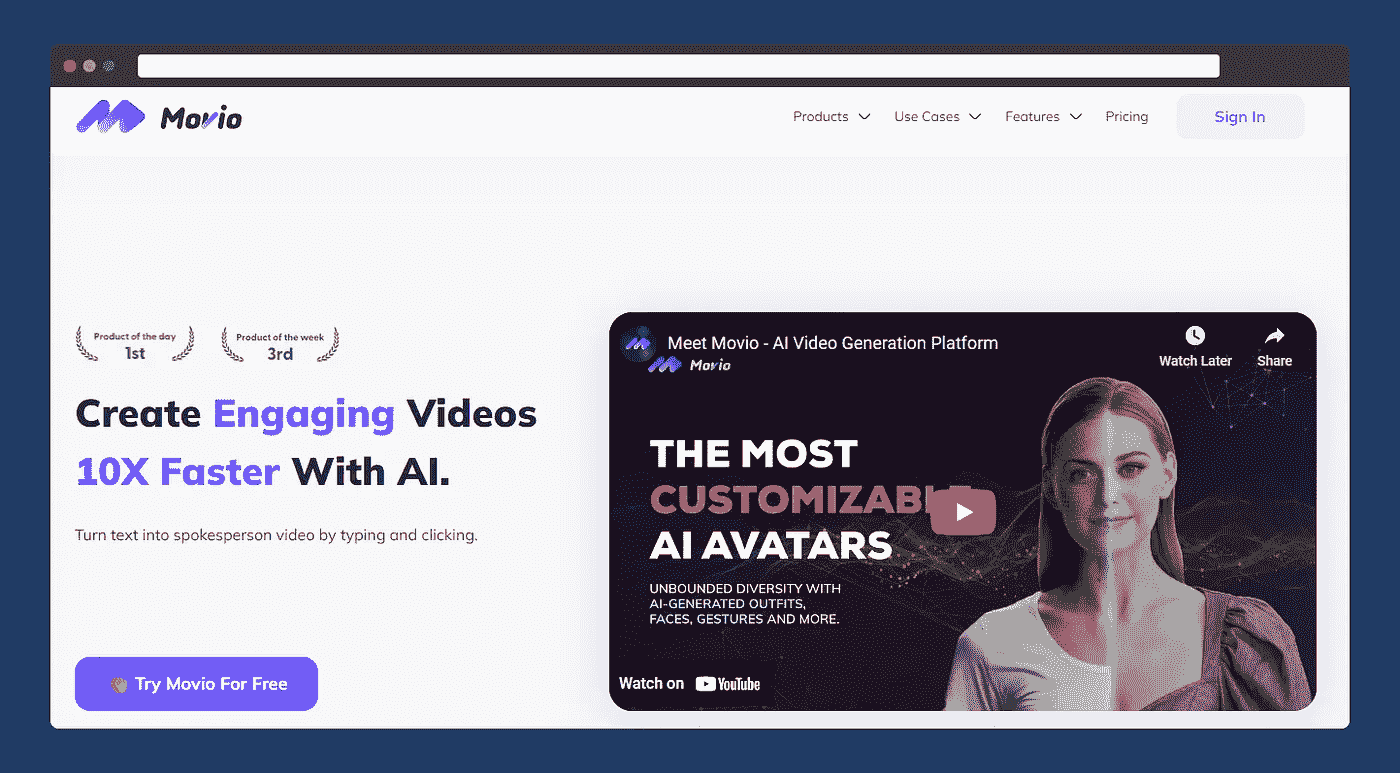 Movio
Products
Use Cases
Features
Pricing
Sign In
Product of the day
1st
Product of the week
3rd
Create Engaging Videos
10X Faster With AI.
Turn text into spokesperson video by typing and clicking.
Try Movio For Free
Meet Movio - AI Video Generation Platform
Movio
Watch Later
Share
THE MOST
CUSTOMIZABLE
AI AVATARS
UNBOUNDED DIVERSITY WITH
AI-GENERATED OUTFITS,
FACES, GESTURES AND MORE.
Watch on YouTube